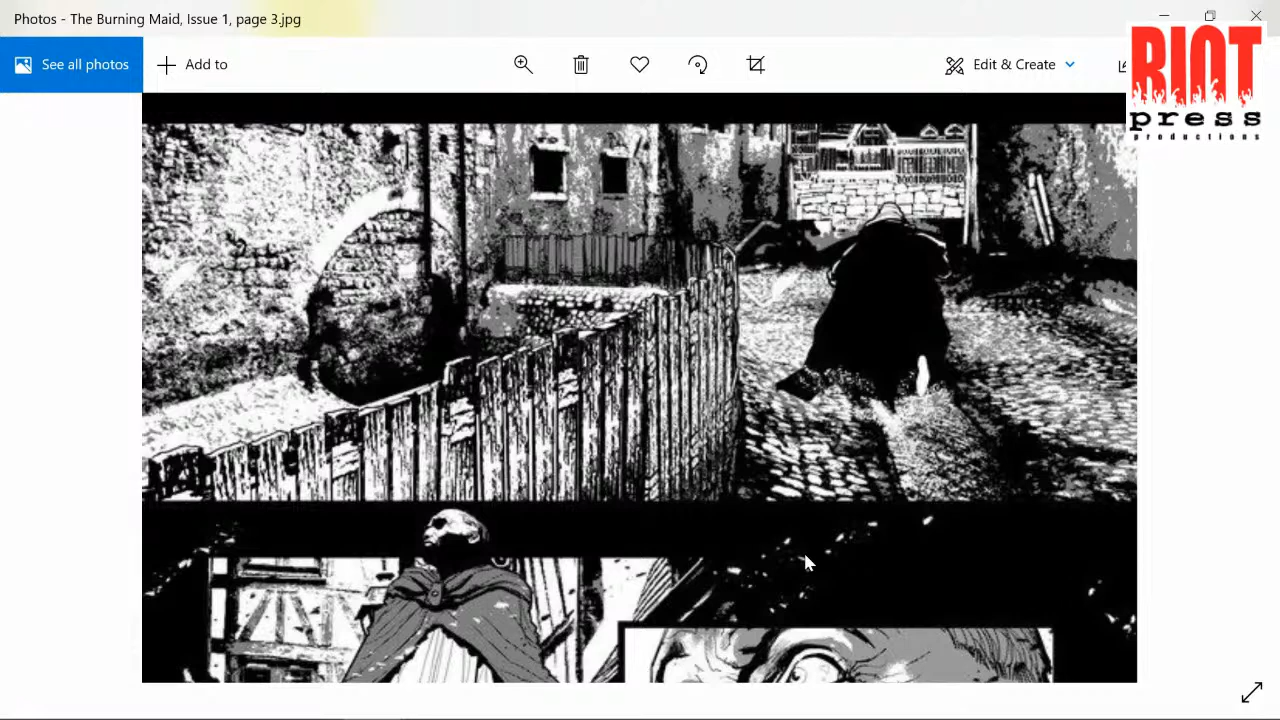 Photos - The Burning Maid, Issue 1, page 3.jpg
See all photos
Add to
Edit & Create
RIOT
press
productions